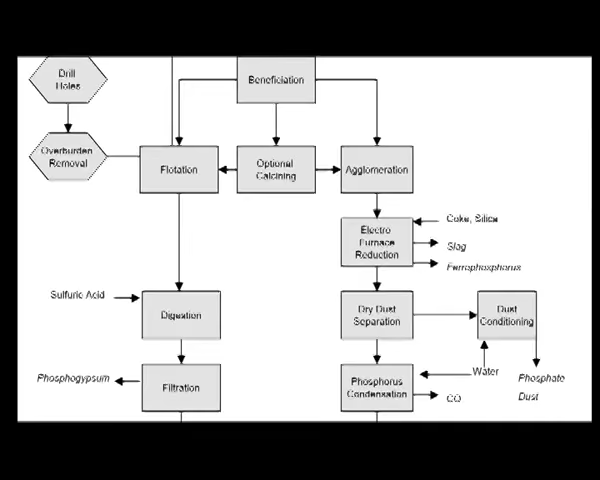 Drill
Holes
Beneficiation
Overburden
Removal
Flotation
Optional
Calcining
Agglomeration
Coke, Silica
Electro
Furnace
Reduction
Slag
Ferraphospharus
Sulfuric Acid
Digestion
Dry Dust
Separation
Dust
Conditioning
Phosphogypsum
Filtration
Phosphorus
Condensation
Water
CO
Phosphate
Dust